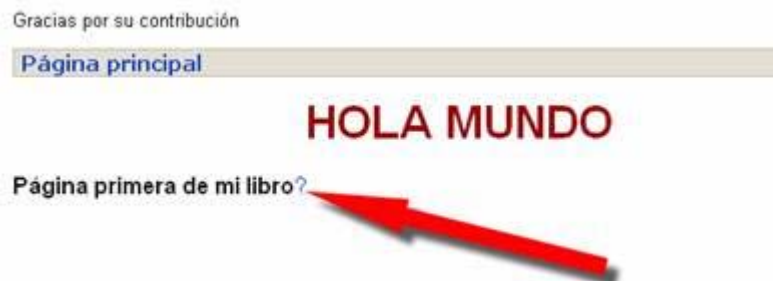 Gracias por su contribución
Página principal
HOLA MUNDO
Página primera de mi libro?